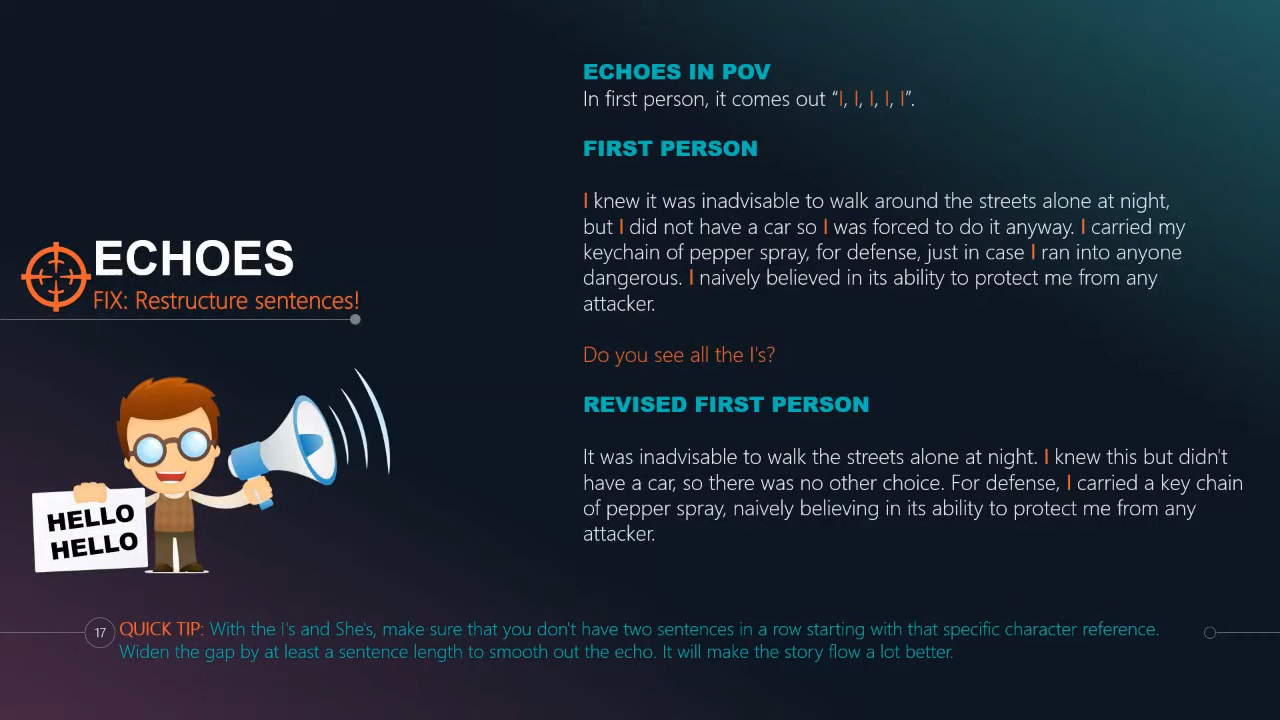 ECHOES
FIX: Restructure sentences!
HELLO
HELLO
ECHOES IN POV
In first person, it comes out “I, I, I, I, I”.
FIRST PERSON
I knew it was inadvisable to walk around the streets alone at night,
but I did not have a car so I was forced to do it anyway. I carried my
keychain of pepper spray, for defense, just in case I ran into anyone
dangerous. I naively believed in its ability to protect me from any
attacker.
Do you see all the I's?
REVISED FIRST PERSON
It was inadvisable to walk the streets alone at night. I knew this but didn't
have a car, so there was no other choice. For defense, I carried a key chain
of pepper spray, naively believing in its ability to protect me from any
attacker.
17
QUICK TIP: With the I's and She's, make sure that you don't have two sentences in a row starting with that specific character reference.
Widen the gap by at least a sentence length to smooth out the echo. It will make the story flow a lot better.